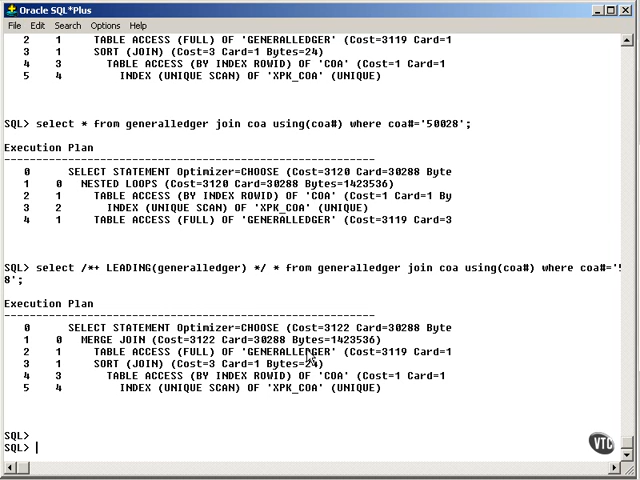 Oracle SQL*Plus
File Edit Search Options Help
2 1 TABLE ACCESS (FULL) OF 'GENERALLEDGER' (Cost=3119 Card=1
3 1 SORT (JOIN) (Cost=3 Card=1 Bytes=24)
4 3 TABLE ACCESS (BY INDEX ROWID) OF 'COA' (Cost=1 Card=1
5 4 INDEX (UNIQUE SCAN) OF 'XPK_COA' (UNIQUE)
SQL> select * from generalledger join coa using(coa#) where coa#='50028';
Execution Plan
----------------------------------------------------------
0 SELECT STATEMENT Optimizer=CHOOSE (Cost=3120 Card=30288 Byte
1 0 NESTED LOOPS (Cost=3120 Card=30288 Bytes=1423536)
2 1 TABLE ACCESS (BY INDEX ROWID) OF 'COA' (Cost=1 Card=1 By
3 2 INDEX (UNIQUE SCAN) OF 'XPK_COA' (UNIQUE)
4 1 TABLE ACCESS (FULL) OF 'GENERALLEDGER' (Cost=3119 Card=3
SQL> select /*+ LEADING(generalledger) */ * from generalledger join coa using(coa#) where coa#='5
8';
Execution Plan
----------------------------------------------------------
0 SELECT STATEMENT Optimizer=CHOOSE (Cost=3122 Card=30288 Byte
1 0 MERGE JOIN (Cost=3122 Card=30288 Bytes=1423536)
2 1 TABLE ACCESS (FULL) OF 'GENERALLEDGER' (Cost=3119 Card=1
3 1 SORT (JOIN) (Cost=3 Card=1 Bytes=24)
4 3 TABLE ACCESS (BY INDEX ROWID) OF 'COA' (Cost=1 Card=1
5 4 INDEX (UNIQUE SCAN) OF 'XPK_COA' (UNIQUE)
SQL>
SQL>
VTC